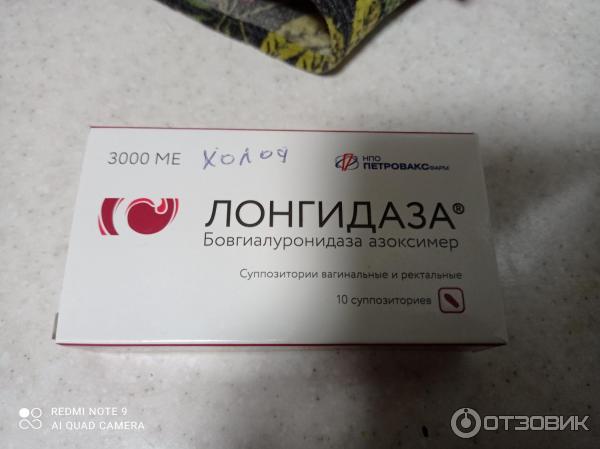 3000 МЕ холод НПО ПЕТРОВАКС ФАРМ
ЛОНГИДАЗА®
Бовгиалуронидаза азоксимер
Суппозитории вагинальные и ректальные
10 суппозиториев
REDMI NOTE 9
AI QUAD CAMERA
ОТЗОВИК